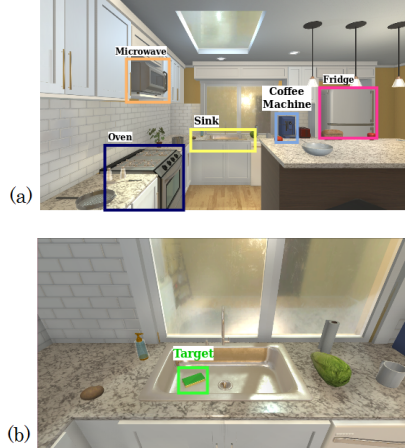 Microwave
Fridge
Coffee
Machine
Sink
Oven
(a)
Target
(b)